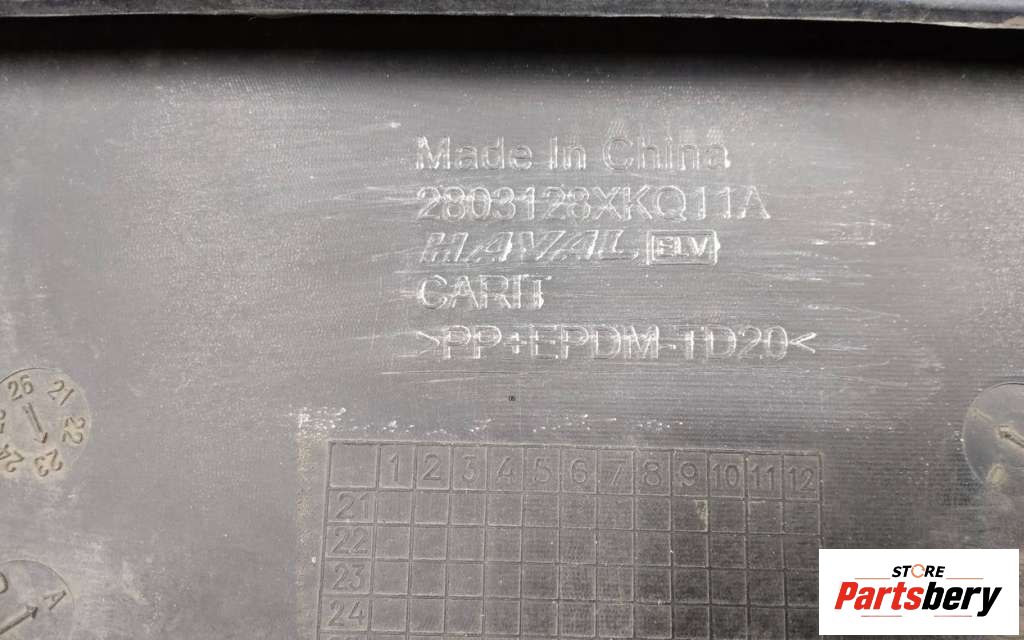 Made In China
2803128XKQ11A
HAVAL ELV
CARIT
>PP+EPDM-TD20<
26 21 22 23 24
1 2 3 4 5 6 7 8 9 10 11 12
21
22
23
24
A
STORE
Partsbery